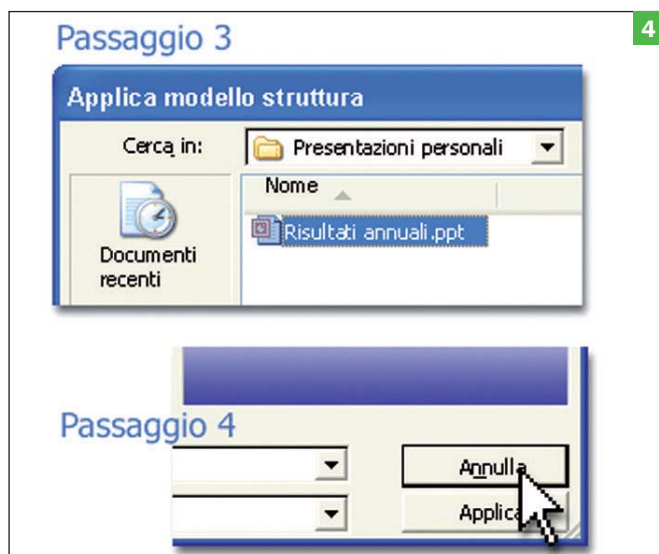 Passaggio 3
4
Applica modello struttura
Cerca in:
Presentazioni personali
Nome
Risultati annuali.ppt
Documenti
recenti
Passaggio 4
Annulla